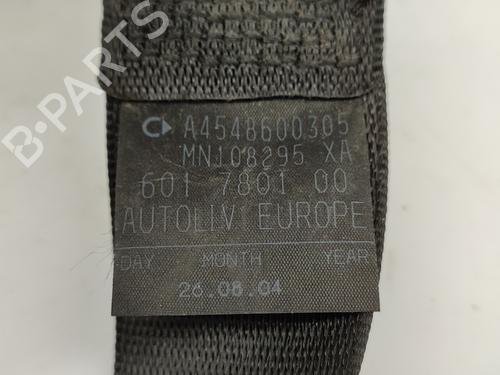 A4548600305
MN108295 XA
601 7801 00
AUTOLIV EUROPE
DAY MONTH YEAR
26.08.04
B-PARTS